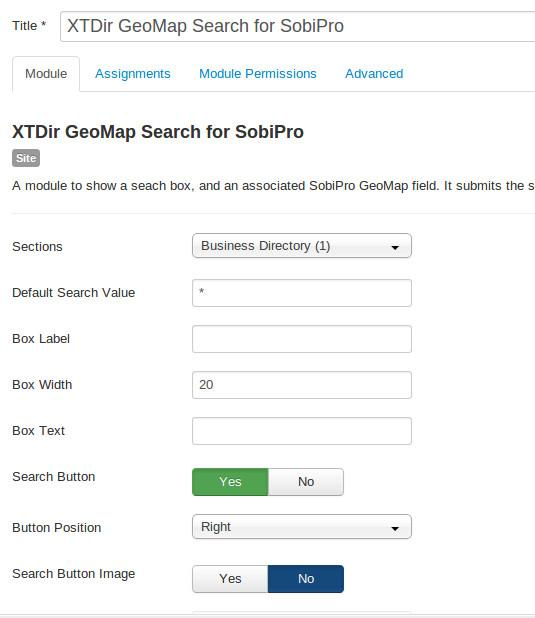 Title * XTDir GeoMap Search for SobiPro
Module Assignments Module Permissions Advanced
XTDir GeoMap Search for SobiPro
Site
A module to show a seach box, and an associated SobiPro GeoMap field. It submits the s
Sections Business Directory (1)
Default Search Value *
Box Label
Box Width 20
Box Text
Search Button Yes No
Button Position Right
Search Button Image Yes No